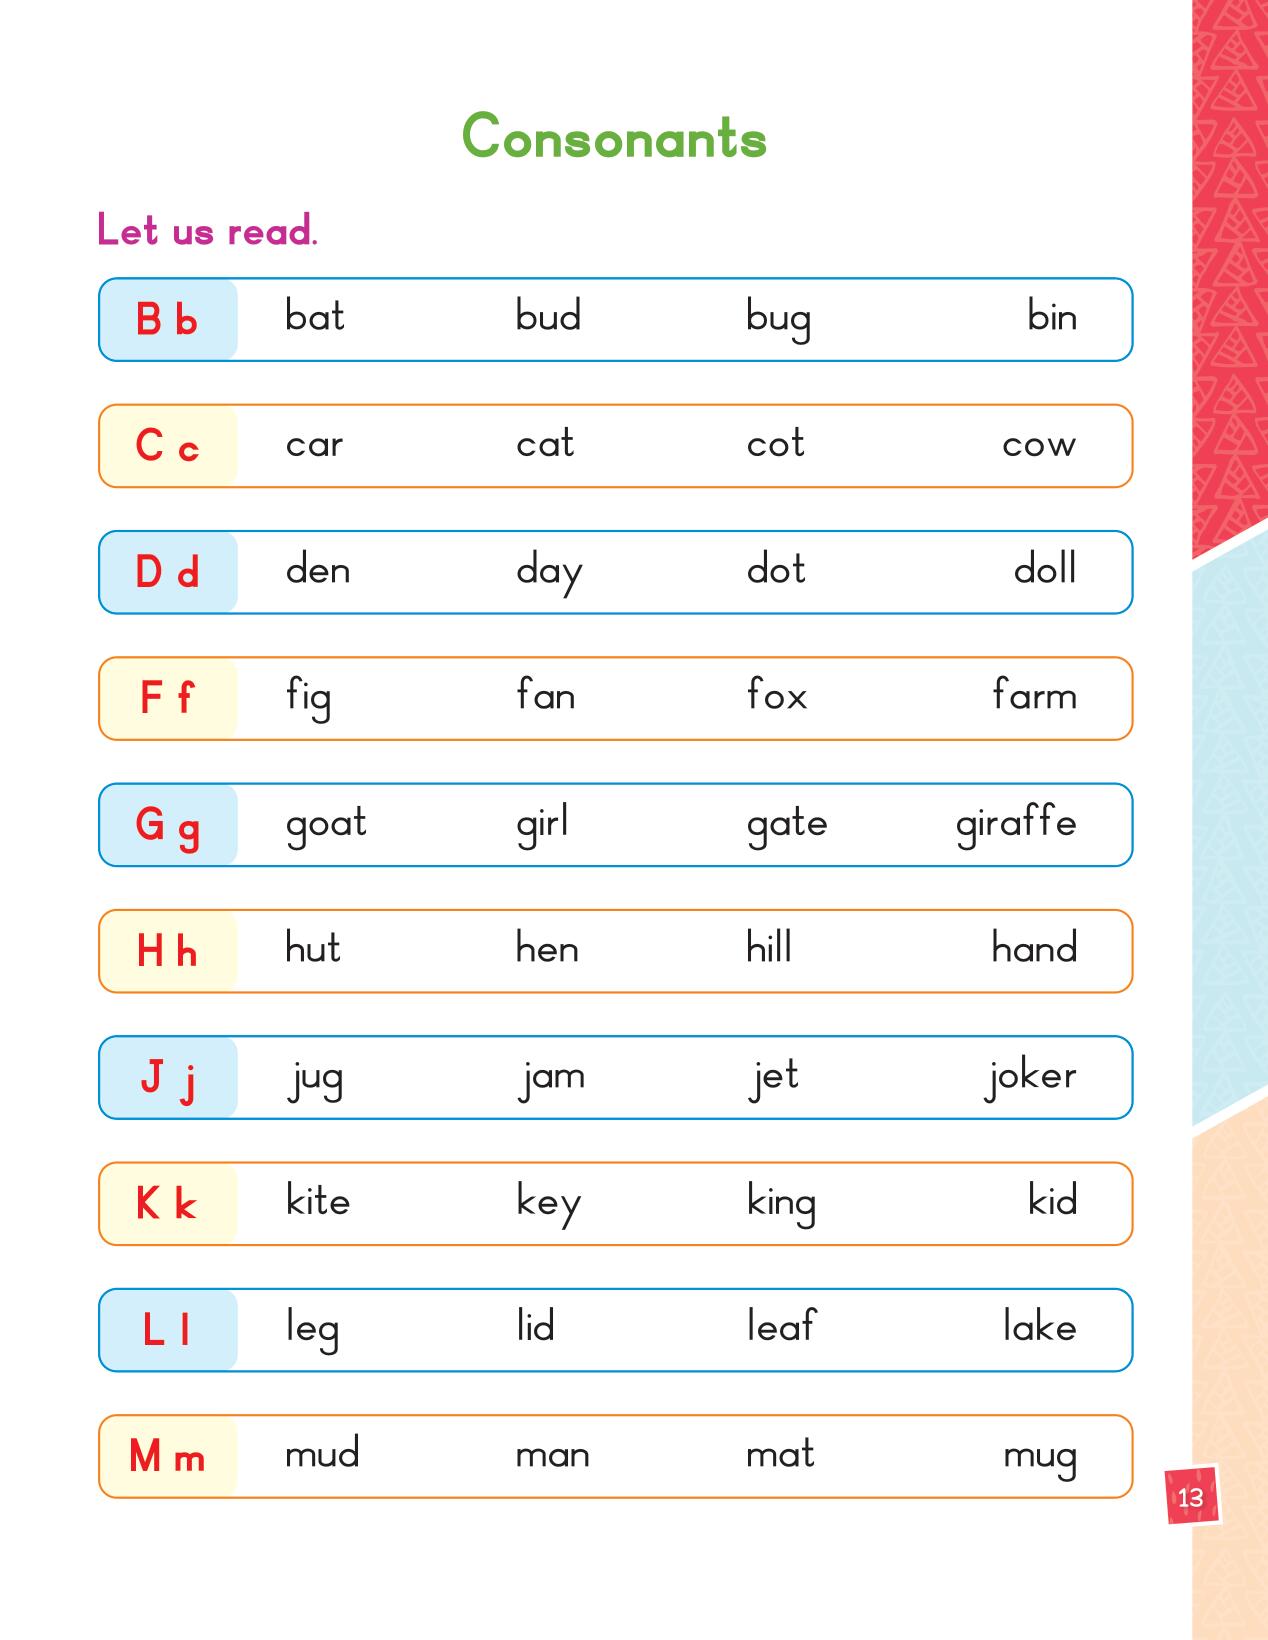 Consonants
Let us read.
B b bat bud bug bin
C c car cat cot cow
D d den day dot doll
F f fig fan fox farm
G g goat girl gate giraffe
H h hut hen hill hand
J j jug jam jet joker
K k kite key king kid
L l leg lid leaf lake
M m mud man mat mug
13